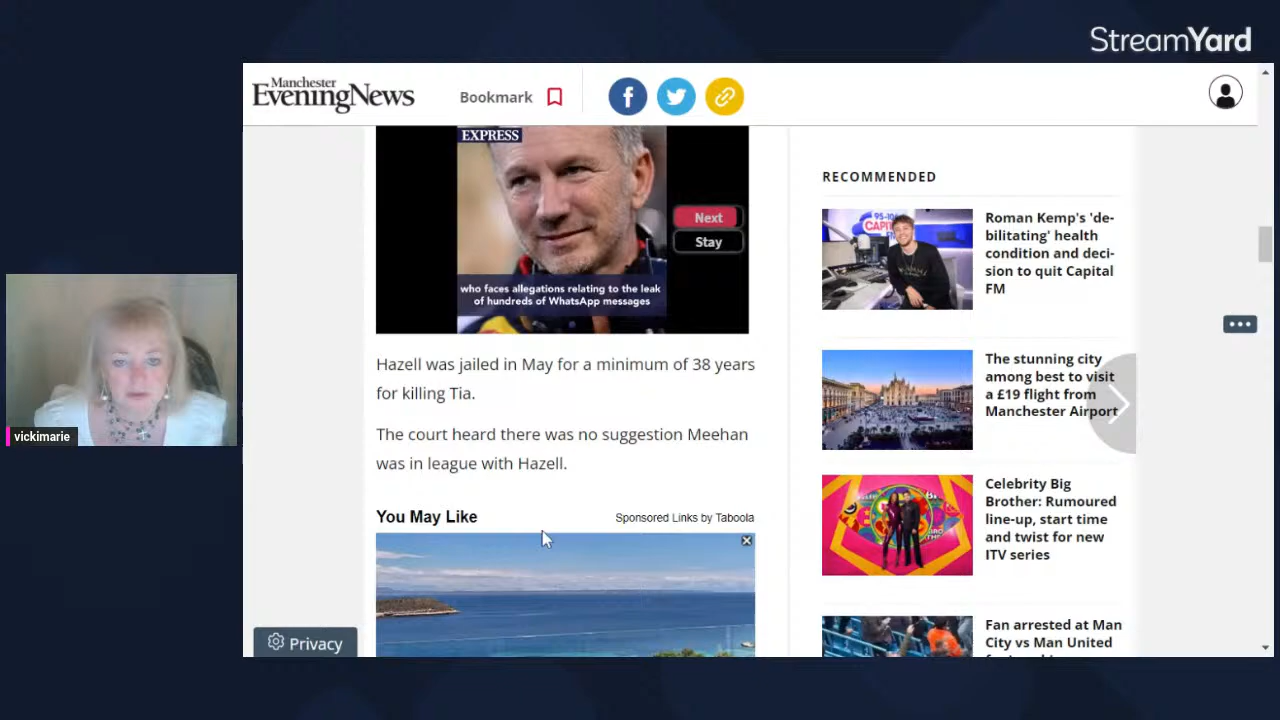 StreamYard
Manchester
Evening News
Bookmark
EXPRESS
Next
Stay
who faces allegations relating to the leak
of hundreds of WhatsApp messages
Hazell was jailed in May for a minimum of 38 years
for killing Tia.
The court heard there was no suggestion Meehan
was in league with Hazell.
You May Like
Sponsored Links by Taboola
Privacy
RECOMMENDED
95-106
CAPITAL
FM
Roman Kemp's 'de-
bilitating' health
condition and deci-
sion to quit Capital
FM
The stunning city
among best to visit
a £19 flight from
Manchester Airport
Celebrity Big
Brother: Rumoured
line-up, start time
and twist for new
ITV series
Fan arrested at Man
City vs Man United
vickimarie